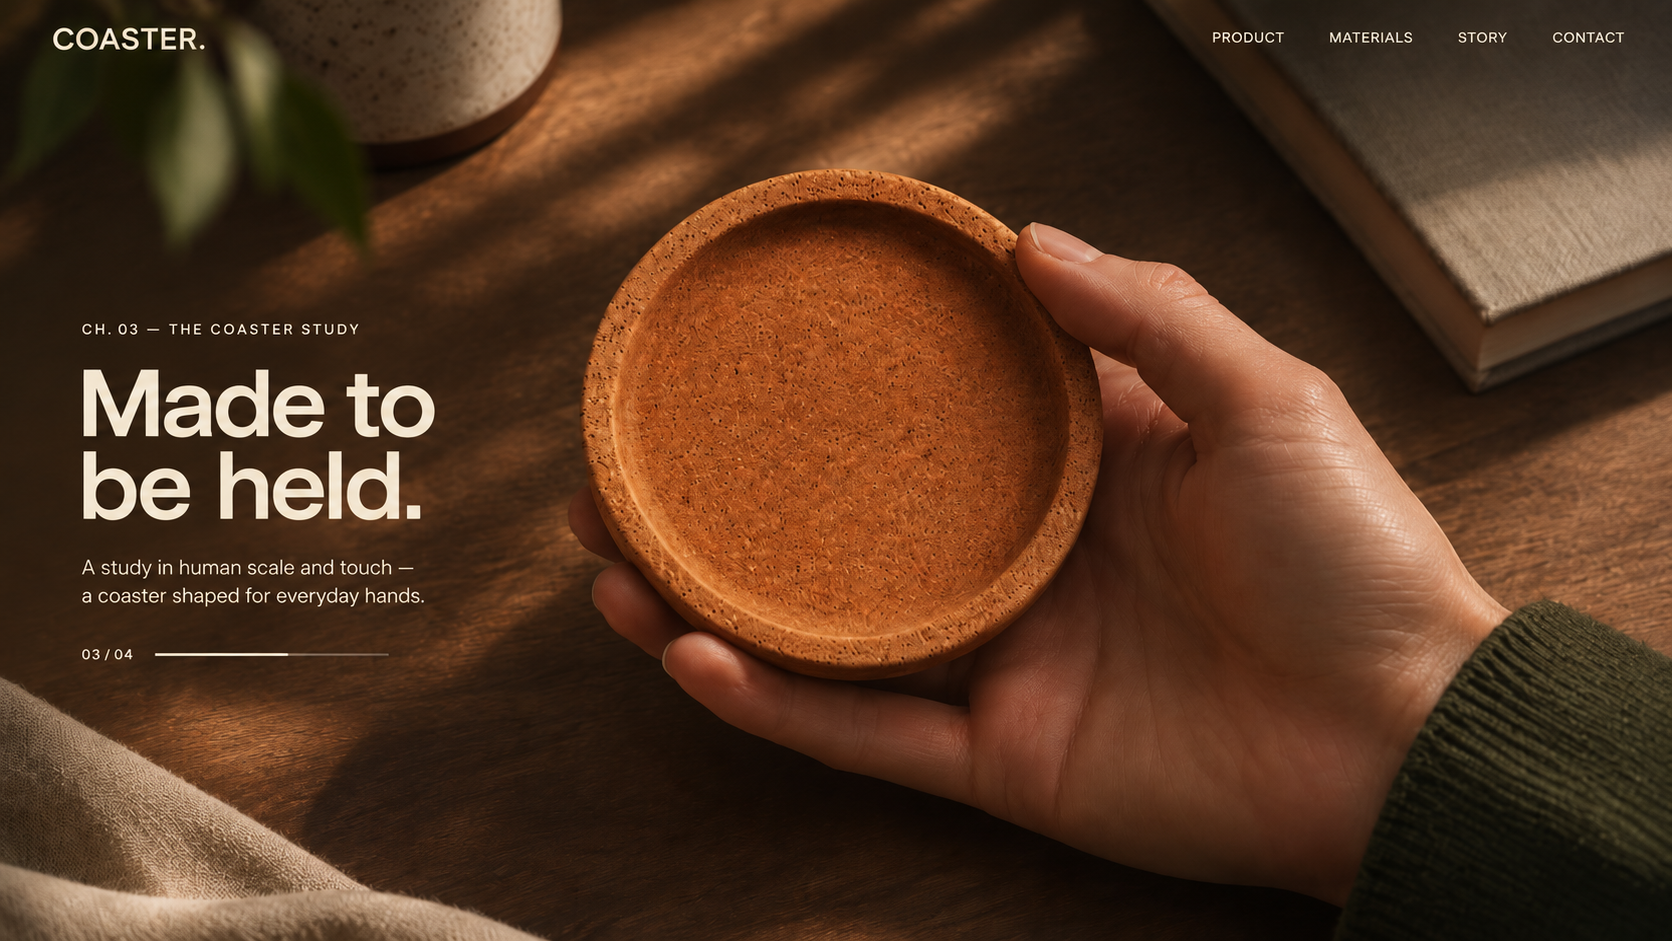 COASTER.
PRODUCT
MATERIALS
STORY
CONTACT
CH. 03 — THE COASTER STUDY
Made to
be held.
A study in human scale and touch —
a coaster shaped for everyday hands.
03 / 04